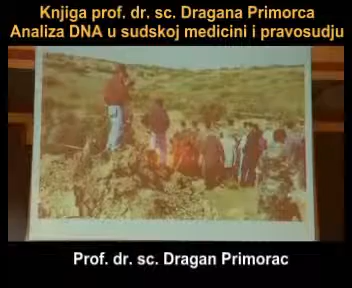 Knjiga prof. dr. sc. Dragana Primorca
Analiza DNA u sudskoj medicini i pravosudju
Prof. dr. sc. Dragan Primorac